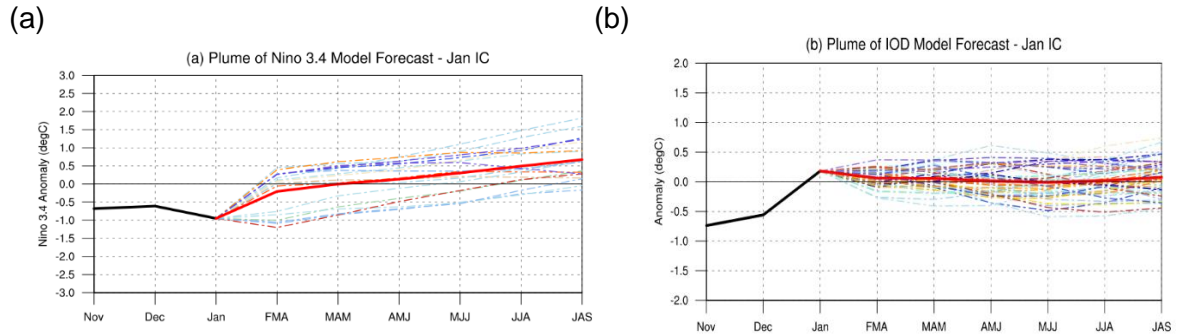 (a)
(a) Plume of Nino 3.4 Model Forecast - Jan IC
Nino 3.4 Anomaly (degC)
3.0
2.5
2.0
1.5
1.0
0.5
0.0
-0.5
-1.0
-1.5
-2.0
-2.5
-3.0
Nov Dec Jan FMA MAM AMJ MJJ JJA JAS
(b)
(b) Plume of IOD Model Forecast - Jan IC
Anomaly (degC)
2.0
1.5
1.0
0.5
0.0
-0.5
-1.0
-1.5
-2.0
Nov Dec Jan FMA MAM AMJ MJJ JJA JAS